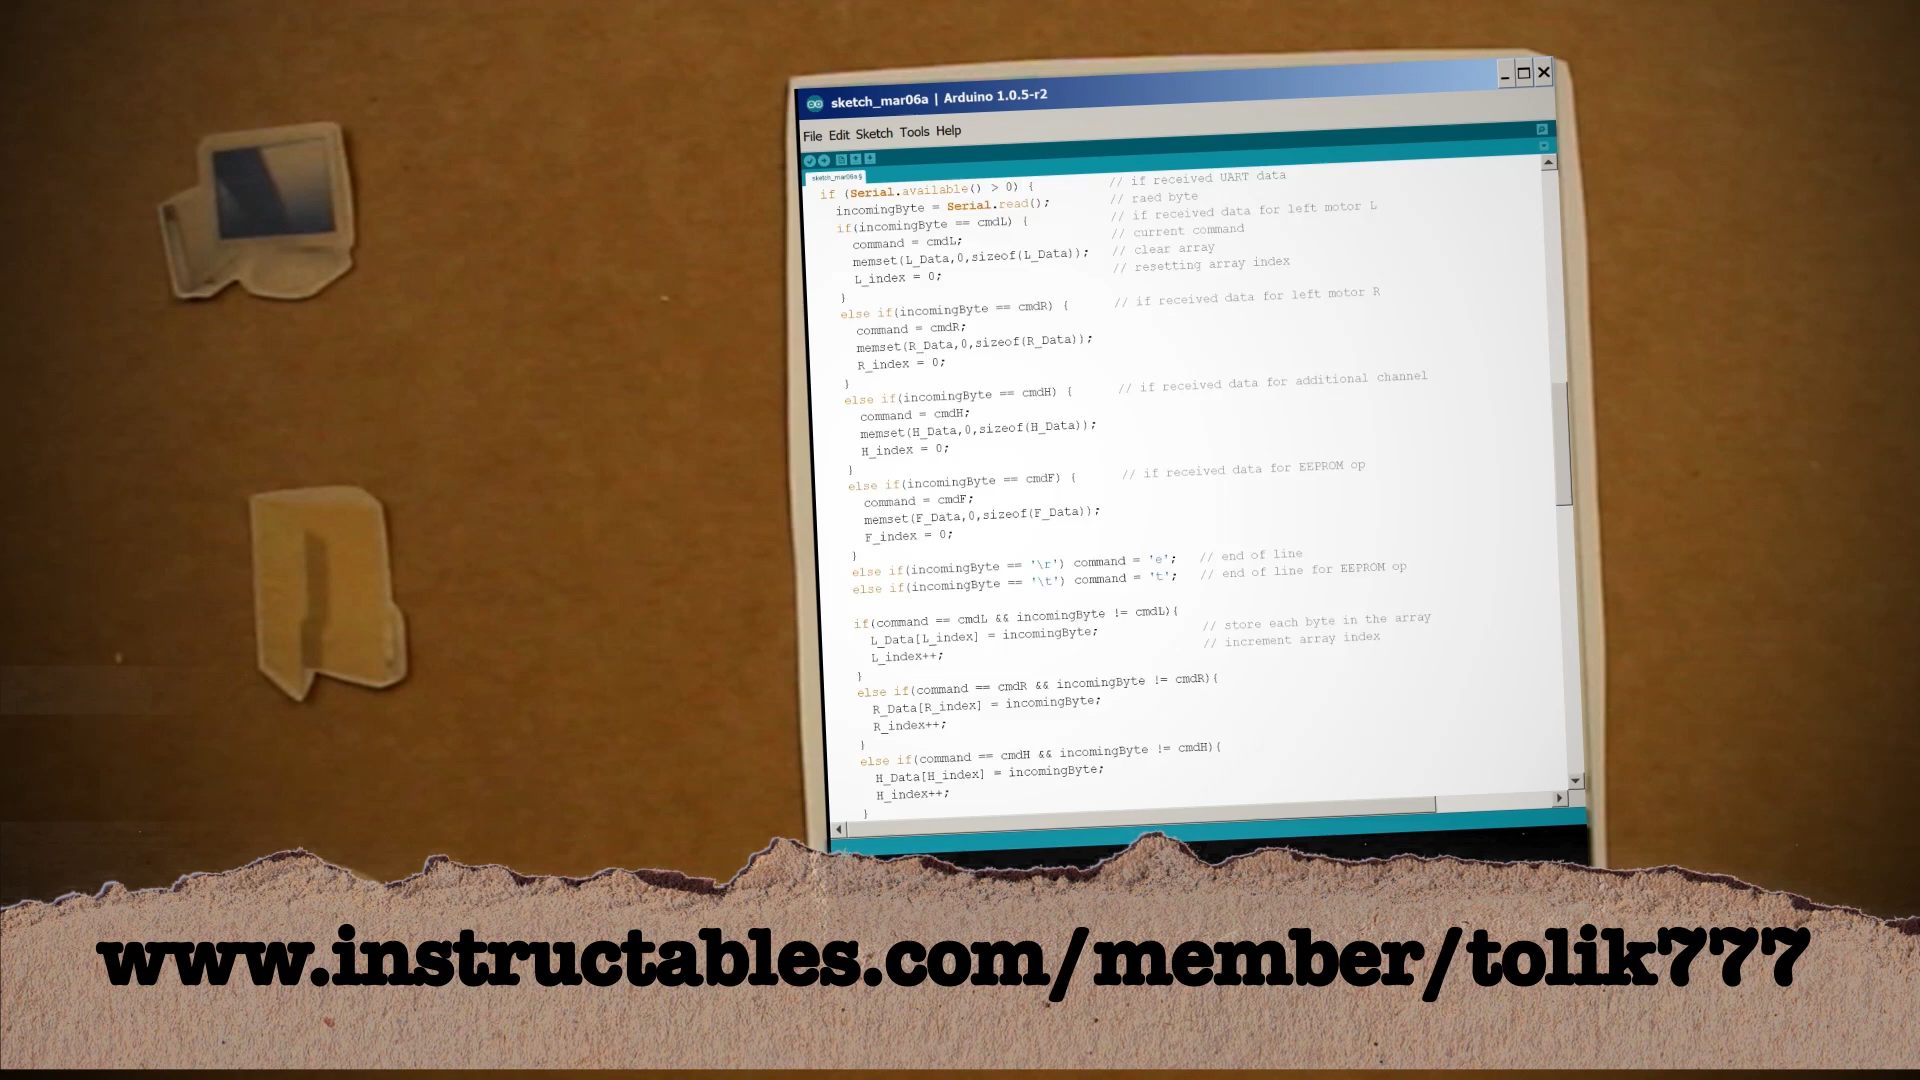 sketch_mar06a | Arduino 1.0.5-r2
File Edit Sketch Tools Help
sketch_mar06a §
if (Serial.available() > 0) { // if received UART data
incomingByte = Serial.read(); // raed byte
if(incomingByte == cmdL) { // if received data for left motor L
command = cmdL; // current command
memset(L_Data,0,sizeof(L_Data)); // clear array
L_index = 0; // resetting array index
}
else if(incomingByte == cmdR) { // if received data for left motor R
command = cmdR;
memset(R_Data,0,sizeof(R_Data));
R_index = 0;
}
else if(incomingByte == cmdH) { // if received data for additional channel
command = cmdH;
memset(H_Data,0,sizeof(H_Data));
H_index = 0;
}
else if(incomingByte == cmdF) { // if received data for EEPROM op
command = cmdF;
memset(F_Data,0,sizeof(F_Data));
F_index = 0;
}
else if(incomingByte == '\r') command = 'e'; // end of line
else if(incomingByte == '\t') command = 't'; // end of line for EEPROM op
if(command == cmdL && incomingByte != cmdL){
L_Data[L_index] = incomingByte; // store each byte in the array
L_index++; // increment array index
}
else if(command == cmdR && incomingByte != cmdR){
R_Data[R_index] = incomingByte;
R_index++;
}
else if(command == cmdH && incomingByte != cmdH){
H_Data[H_index] = incomingByte;
H_index++;
}
www.instructables.com/member/tolik777